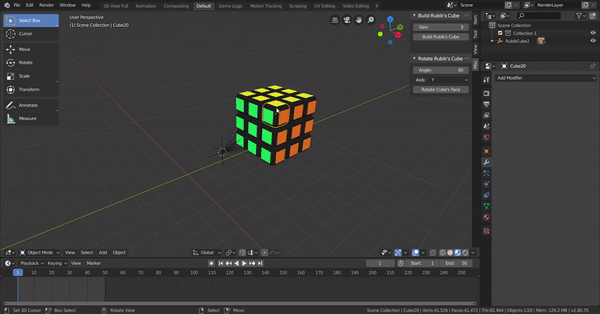 File Edit Render Window Help 3D View Full Animation Compositing Default Game Logic Motion Tracking Scripting UV Editing Video Editing
Scene
RenderLayer
User Perspective
(1) Scene Collection | Cube20
Select Box
Cursor
Move
Rotate
Scale
Transform
Annotate
Measure
Build Rubik's Cube
Size: 3
Build Rubik's Cube
Rotate Rubik's Cube
Angle: 90
Axis: Y
Rotate Cube's Face
Scene Collection
Collection 1
RubikCube2
Cube20
Add Modifier
Object Mode View Select Add Object
Global
Playback Keying View Marker
1
Start: 1
End: 50
1 10 20 30 40 50 60 70 80 90 100 110 120 130 140 150 160 170 180 190 200 210 220 230 240 250
Set 3D Cursor Box Select Rotate View Select Move
Scene Collection | Cube20 | Verts:41,526 | Faces:41,472 | Tris:82,944 | Objects:1/28 | Mem: 129.2 MB | v2.80.75